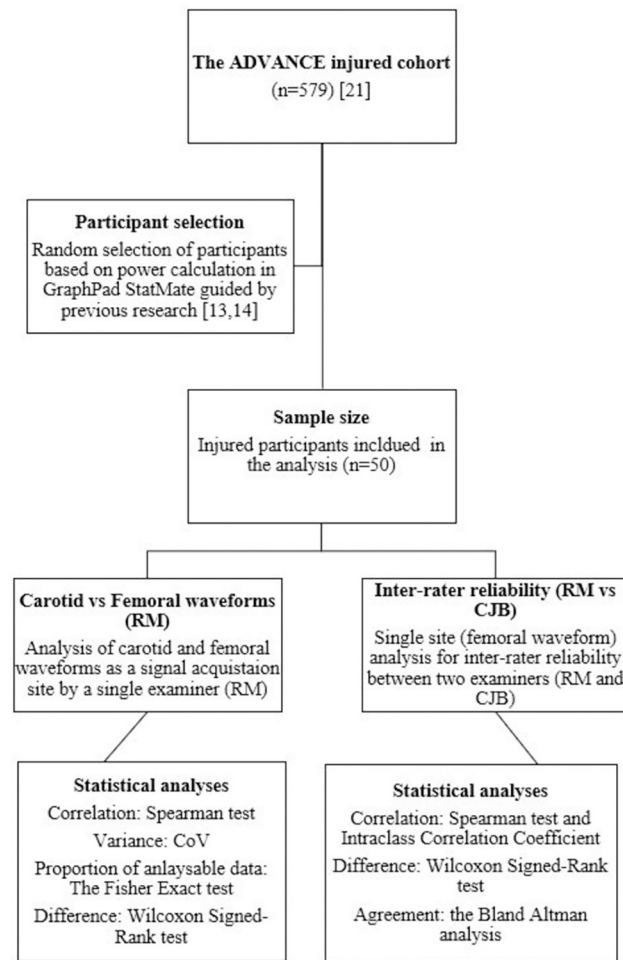 The ADVANCE injured cohort
(n=579) [21]
Participant selection
Random selection of participants
based on power calculation in
GraphPad StatMate guided by
previous research [13,14]
Sample size
Injured participants incldued in
the analysis (n=50)
Carotid vs Femoral waveforms
(RM)
Analysis of carotid and femoral
waveforms as a signal acquistaion
site by a single examiner (RM)
Inter-rater reliability (RM vs
CJB)
Single site (femoral waveform)
analysis for inter-rater reliability
between two examiners (RM and
CJB)
Statistical analyses
Correlation: Spearman test
Variance: CoV
Proportion of anlaysable data:
The Fisher Exact test
Difference: Wilcoxon Signed-
Rank test
Statistical analyses
Correlation: Spearman test and
Intraclass Correlation Coefficient
Difference: Wilcoxon Signed-Rank
test
Agreement: the Bland Altman
analysis